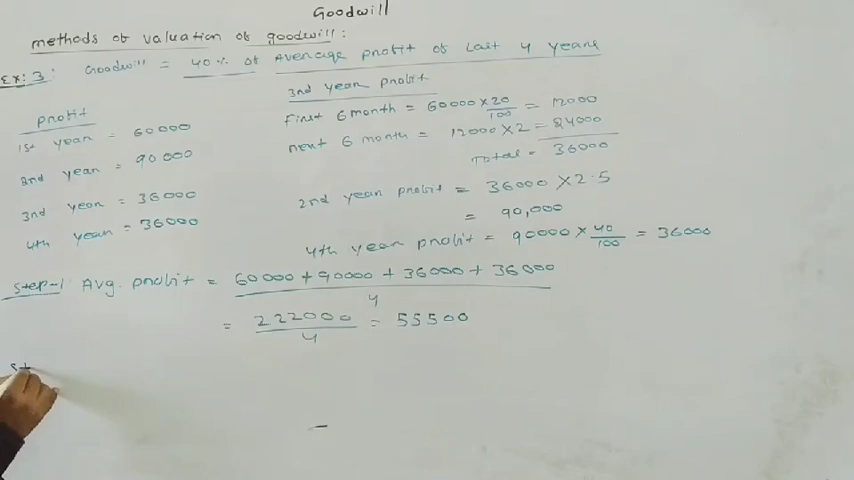 Goodwill
methods of valuation of goodwill:
Ex: 3: Goodwill = 40% of Average profit of Last 4 years
profit
1st year = 60000
2nd year = 90000
3rd year = 36000
4th year = 36000
3rd year profit
First 6 month = 60000 × 20/100 = 12000
next 6 month = 12000 × 2 = 24000
Total = 36000
2nd year profit = 36000 × 2.5
= 90,000
4th year profit = 90000 × 40/100 = 36000
Step-1 Avg. profit = 60000 + 90000 + 36000 + 36000
4
= 222000/4 = 55500
st